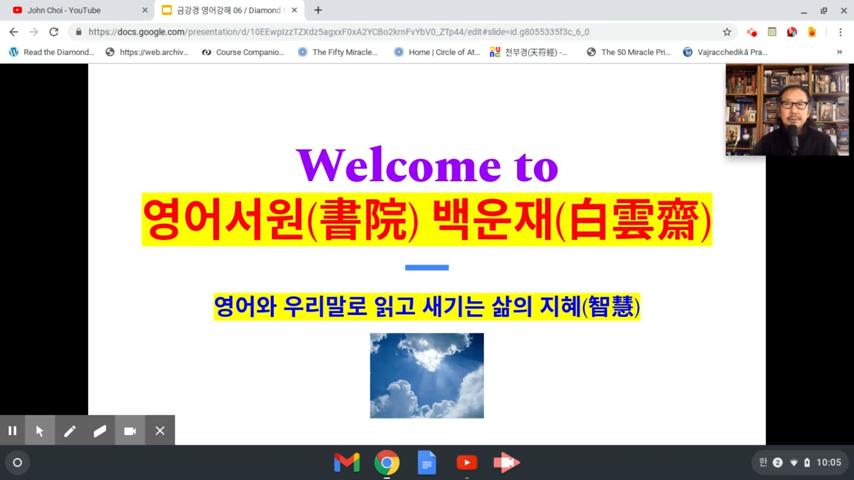 John Choi - YouTube
금강경 영어강해 06 / Diamond
https://docs.google.com/presentation/d/10EEwpIzzTZXdz5agxxF0xA2YCBo2krnFvYbV0_ZTp44/edit#slide=id.g8055335f3c_6_0
Read the Diamond...
https://web.archiv...
Course Companio...
The Fifty Miracle...
Home | Circle of At...
전부경(天符經) -...
The 50 Miracle Pri...
Vajracchedikā Pra...
Welcome to
영어서원(書院) 백운재(白雲齋)
영어와 우리말로 읽고 새기는 삶의 지혜(智慧)
한 2 10:05